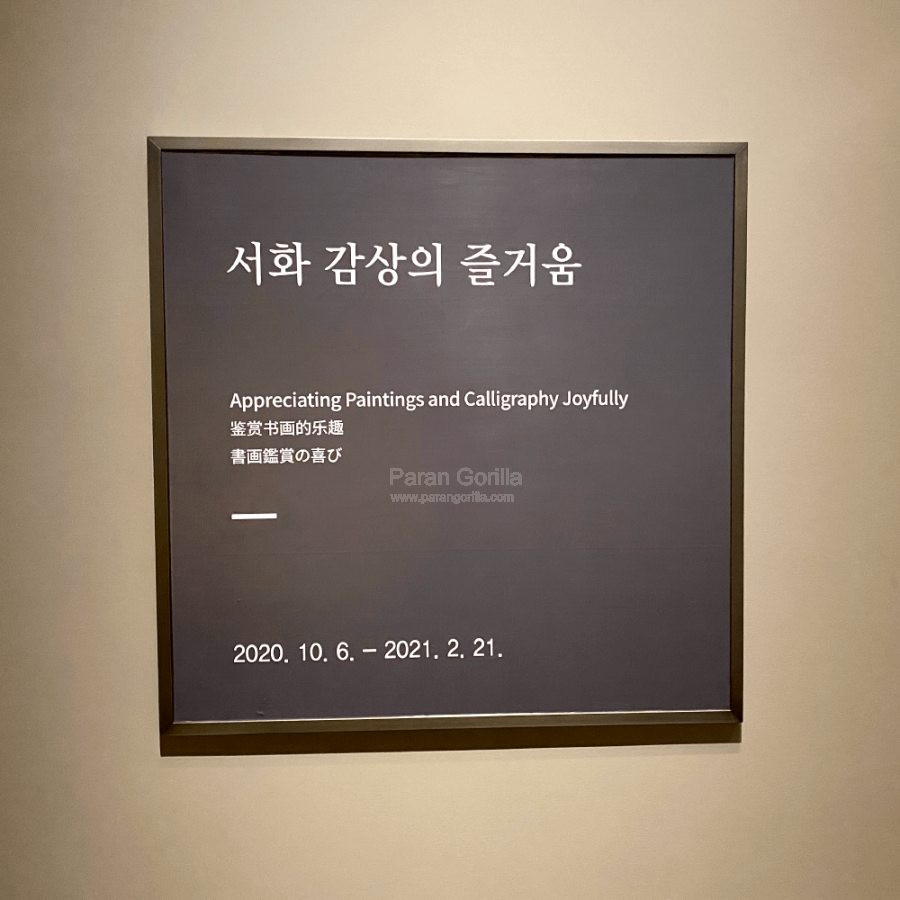 서화 감상의 즐거움
Appreciating Paintings and Calligraphy Joyfully
鉴赏书画的乐趣
書画鑑賞の喜び
Paran Gorilla
www.parangorilla.com
2020. 10. 6. – 2021. 2. 21.